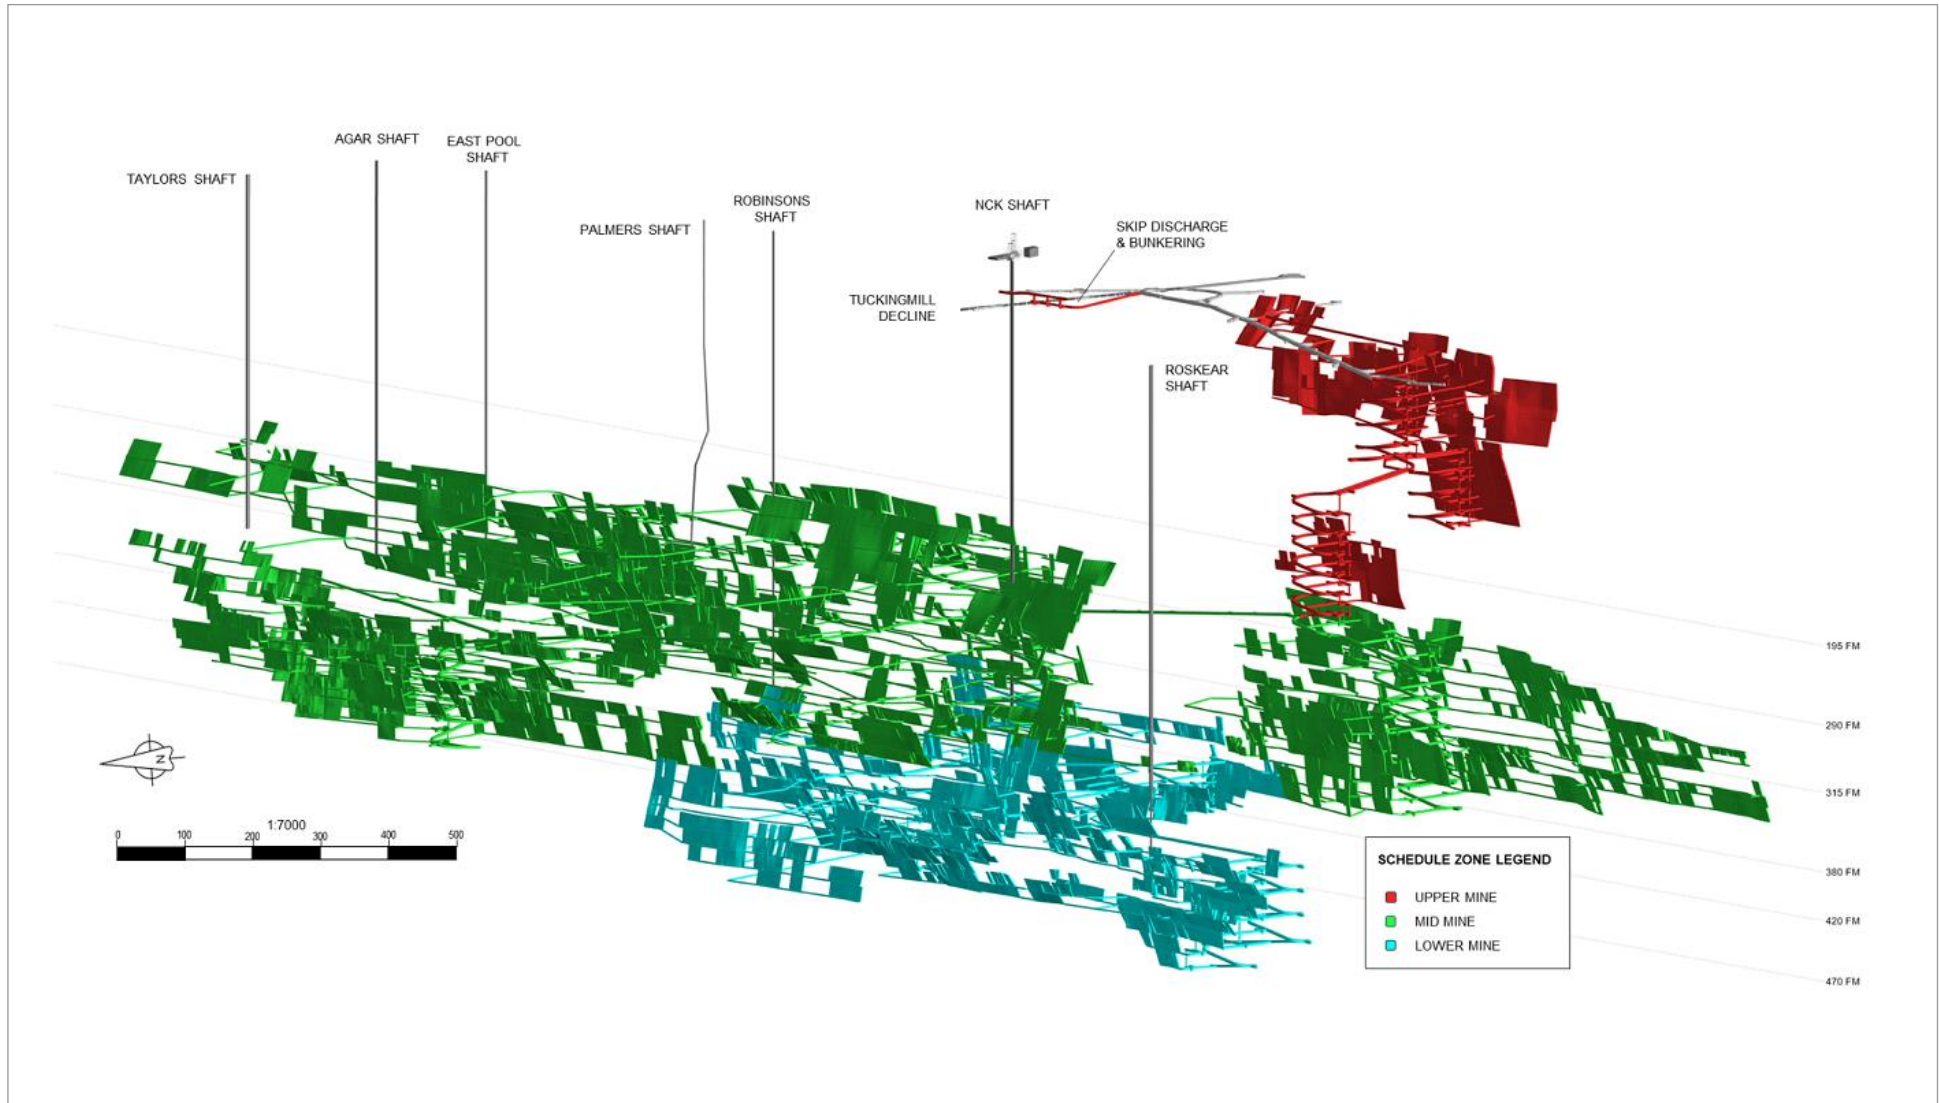 AGAR SHAFT
EAST POOL
SHAFT
TAYLORS SHAFT
ROBINSONS
SHAFT
PALMERS SHAFT
NCK SHAFT
SKIP DISCHARGE
& BUNKERING
TUCKINGMILL
DECLINE
ROSKEAR
SHAFT
195 FM
290 FM
315 FM
380 FM
420 FM
470 FM
N
1:7000
0 100 200 300 400 500
SCHEDULE ZONE LEGEND
UPPER MINE
MID MINE
LOWER MINE